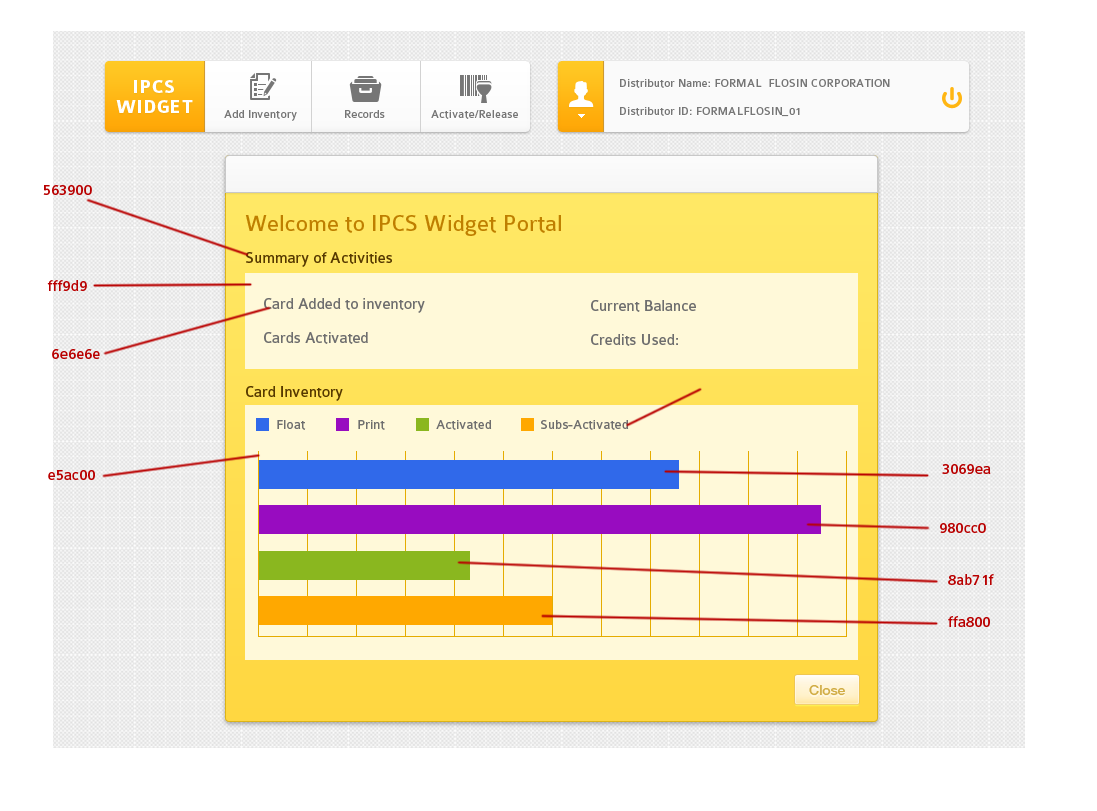 IPCS
WIDGET
Add Inventory
Records
Activate/Release
Distributor Name: FORMAL FLOSIN CORPORATION
Distributor ID: FORMALFLOSIN_01
563900
Welcome to IPCS Widget Portal
Summary of Activities
fff9d9
Card Added to inventory
Current Balance
Cards Activated
Credits Used:
6e6e6e
Card Inventory
Float
Print
Activated
Subs-Activated
e5ac00
3069ea
980cc0
8ab71f
ffa800
Close